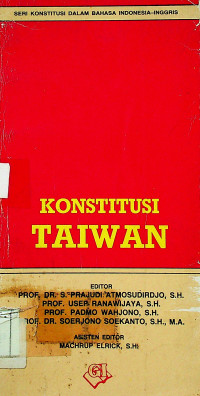 SERI KONSTITUSI DALAM BAHASA INDONESIA–INGGRIS
KONSTITUSI
TAIWAN
EDITOR
PROF. DR. S. PRAJUDI ATMOSUDIRDJO, S.H.
PROF. USEP RANAWIJAYA, S.H.
PROF. PADMO WAHJONO, S.H.
PROF. DR. SOERJONO SOEKANTO, S.H., M.A.
ASISTEN EDITOR
MACHRUP ELRICK, S.H.